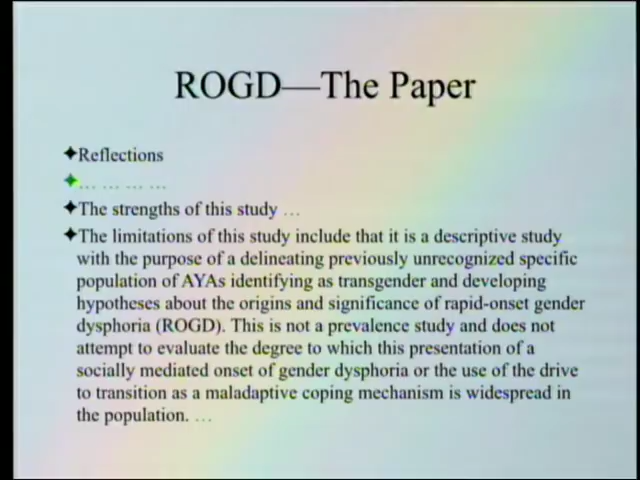 ROGD—The Paper
✦Reflections
✦… … … …
✦The strengths of this study …
✦The limitations of this study include that it is a descriptive study
with the purpose of a delineating previously unrecognized specific
population of AYAs identifying as transgender and developing
hypotheses about the origins and significance of rapid-onset gender
dysphoria (ROGD). This is not a prevalence study and does not
attempt to evaluate the degree to which this presentation of a
socially mediated onset of gender dysphoria or the use of the drive
to transition as a maladaptive coping mechanism is widespread in
the population. …